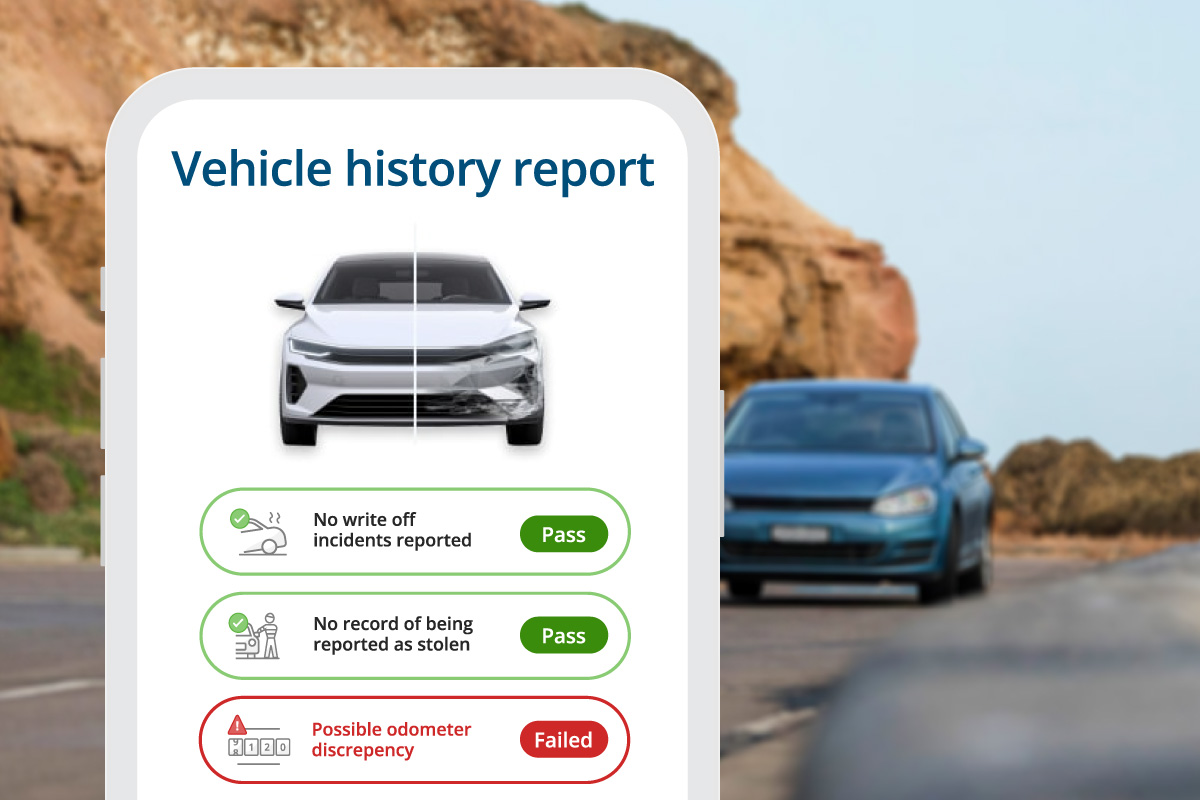 Vehicle history report
No write off
incidents reported
Pass
No record of being
reported as stolen
Pass
Possible odometer
discrepency
Failed
120